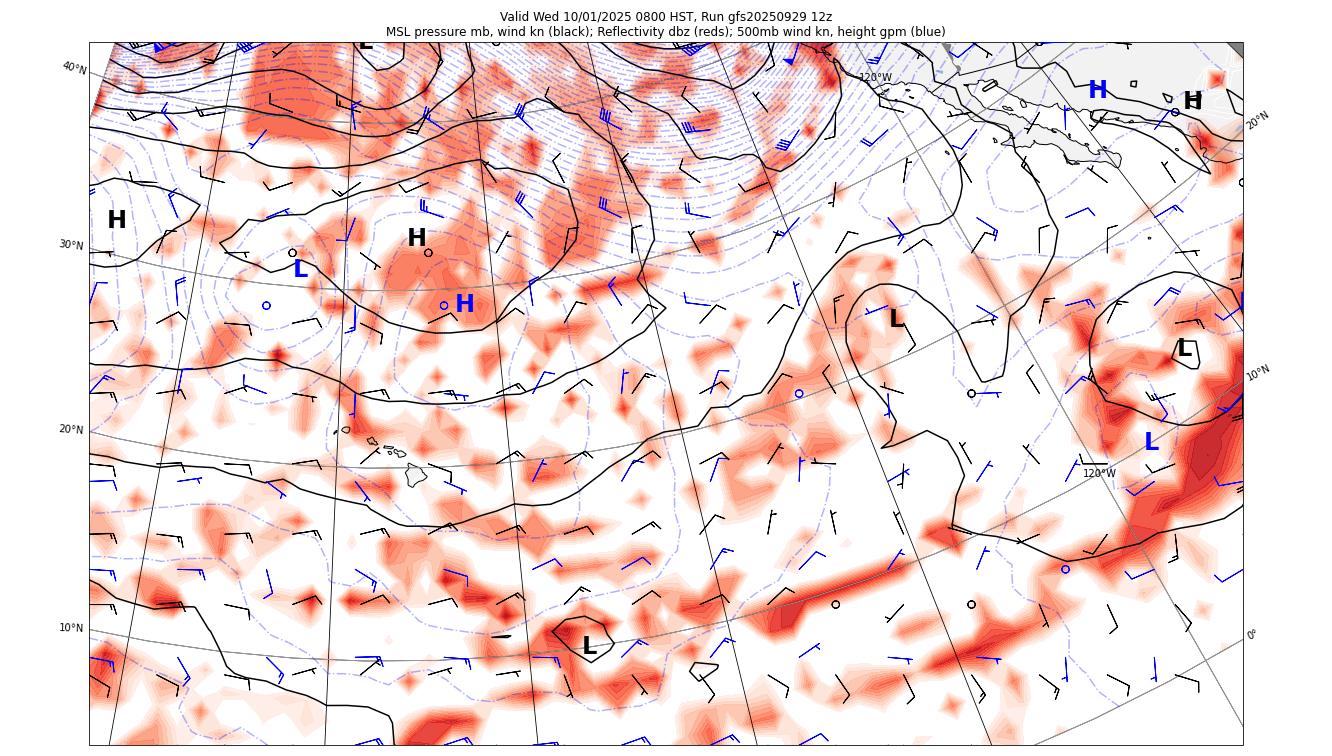 Valid Wed 10/01/2025 0800 HST, Run gfs20250929 12z
MSL pressure mb, wind kn (black); Reflectivity dbz (reds); 500mb wind kn, height gpm (blue)
L
40°N
120°W
H
H
20°N
H
30°N
H
L
H
L
L
10°N
20°N
L
120°W
10°N
L
0°